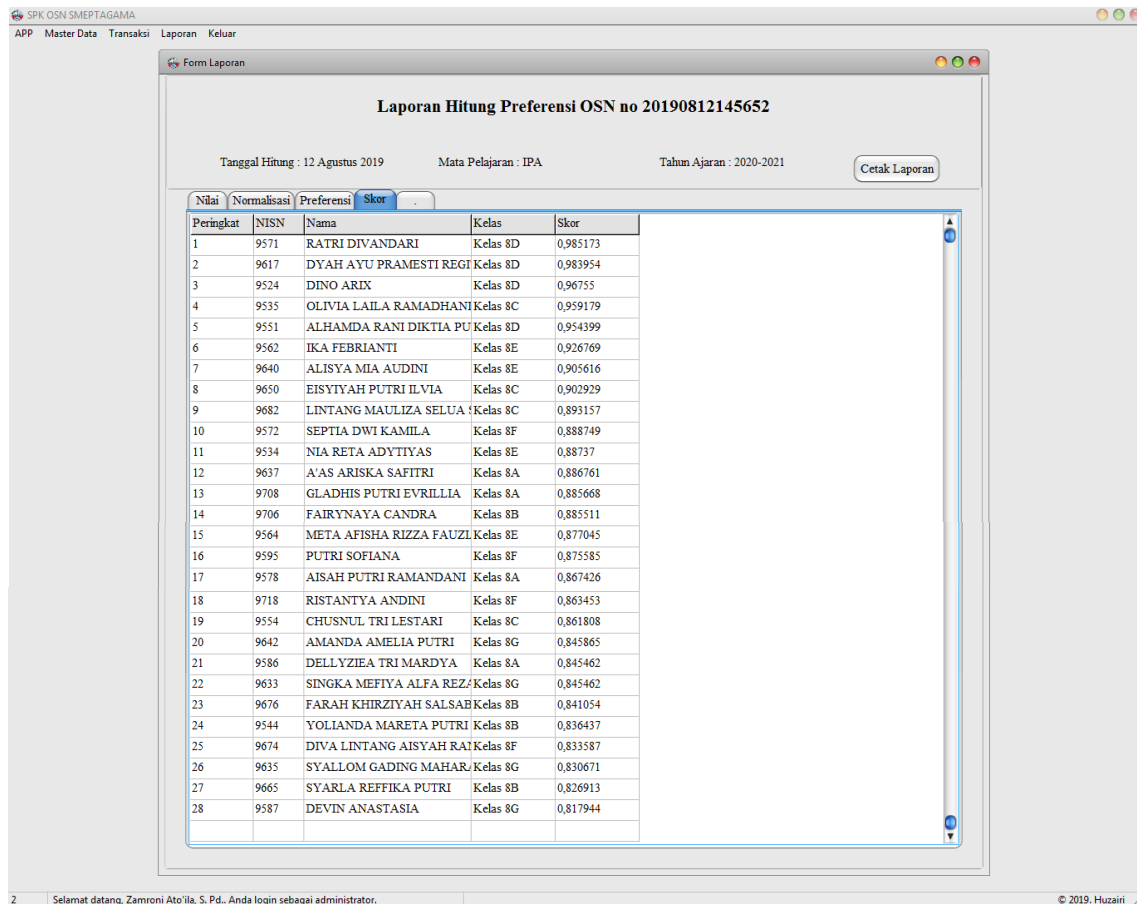 SPK OSN SMEPTAGAMA
APP Master Data Transaksi Laporan Keluar
Form Laporan
Laporan Hitung Preferensi OSN no 20190812145652
Tanggal Hitung : 12 Agustus 2019 Mata Pelajaran : IPA Tahun Ajaran : 2020-2021
Cetak Laporan
Nilai Normalisasi Preferensi Skor .
Peringkat NISN Nama Kelas Skor
1 9571 RATRI DIVANDARI Kelas 8D 0,985173
2 9617 DYAH AYU PRAMESTI REGI Kelas 8D 0,983954
3 9524 DINO ARIX Kelas 8D 0,96755
4 9535 OLIVIA LAILA RAMADHANI Kelas 8C 0,959179
5 9551 ALHAMDA RANI DIKTIA PU Kelas 8D 0,954399
6 9562 IKA FEBRIANTI Kelas 8E 0,926769
7 9640 ALISYA MIA AUDINI Kelas 8E 0,905616
8 9650 EISYIYAH PUTRI ILVIA Kelas 8C 0,902929
9 9682 LINTANG MAULIZA SELUA Kelas 8C 0,893157
10 9572 SEPTIA DWI KAMILA Kelas 8F 0,888749
11 9534 NIA RETA ADYTIYAS Kelas 8E 0,88737
12 9637 A'AS ARISKA SAFITRI Kelas 8A 0,886761
13 9708 GLADHIS PUTRI EVRILLIA Kelas 8A 0,885668
14 9706 FAIRYNAYA CANDRA Kelas 8B 0,885511
15 9564 META AFISHA RIZZA FAUZI Kelas 8E 0,877045
16 9595 PUTRI SOFIANA Kelas 8F 0,875585
17 9578 AISAH PUTRI RAMANDANI Kelas 8A 0,867426
18 9718 RISTANTYA ANDINI Kelas 8F 0,863453
19 9554 CHUSNUL TRI LESTARI Kelas 8C 0,861808
20 9642 AMANDA AMELIA PUTRI Kelas 8G 0,845865
21 9586 DELLYZIEA TRI MARDYA Kelas 8A 0,845462
22 9633 SINGKA MEFIYA ALFA REZA Kelas 8G 0,845462
23 9676 FARAH KHIRZIYAH SALSAB Kelas 8B 0,841054
24 9544 YOLIANDA MARETA PUTRI Kelas 8B 0,836437
25 9674 DIVA LINTANG AISYAH RA Kelas 8F 0,833587
26 9635 SYALLOM GADING MAHARA Kelas 8G 0,830671
27 9665 SYARLA REFFIKA PUTRI Kelas 8B 0,826913
28 9587 DEVIN ANASTASIA Kelas 8G 0,817944
2 Selamat datang, Zamroni Ato'ila, S. Pd.. Anda login sebagai administrator. © 2019. Huzairi